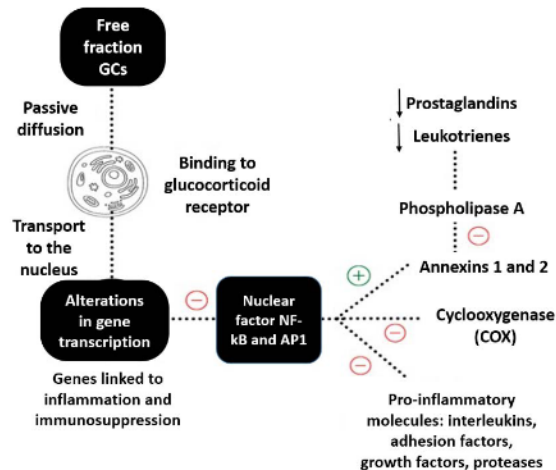 Free
fraction
GCs
Passive
diffusion
Binding to
glucocorticoid
receptor
Transport
to the
nucleus
Alterations
in gene
transcription
Genes linked to
inflammation and
immunosuppression
Nuclear
factor NF-
kB and AP1
Prostaglandins
Leukotrienes
Phospholipase A
Annexins 1 and 2
Cyclooxygenase
(COX)
Pro-inflammatory
molecules: interleukins,
adhesion factors,
growth factors, proteases